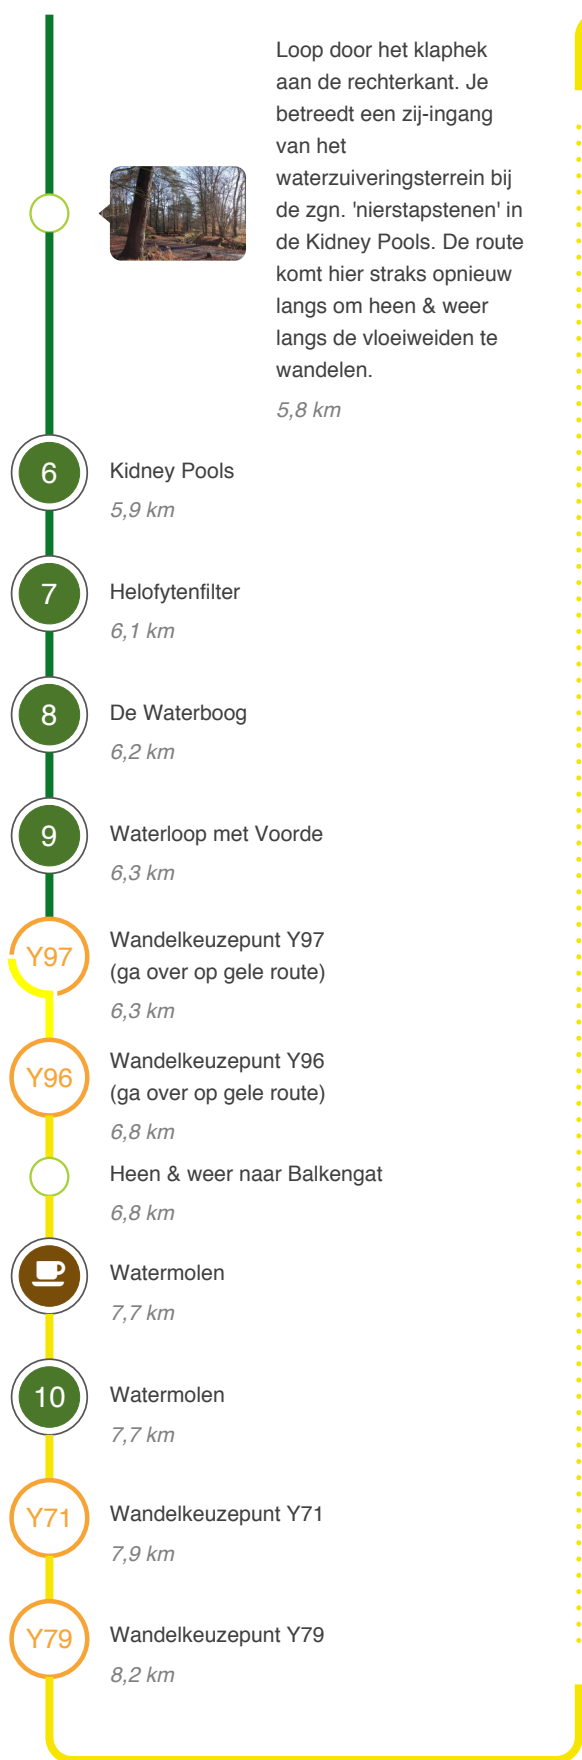 Loop door het klaphek
aan de rechterkant. Je
betreedt een zij-ingang
van het
waterzuiveringsterrein bij
de zgn. 'nierstapstenen' in
de Kidney Pools. De route
komt hier straks opnieuw
langs om heen & weer
langs de vloeiweiden te
wandelen.
5,8 km
6
Kidney Pools
5,9 km
7
Helofytenfilter
6,1 km
8
De Waterboog
6,2 km
9
Waterloop met Voorde
6,3 km
Y97
Wandelkeuzepunt Y97
(ga over op gele route)
6,3 km
Y96
Wandelkeuzepunt Y96
(ga over op gele route)
6,8 km
Heen & weer naar Balkengat
6,8 km
Watermolen
7,7 km
10
Watermolen
7,7 km
Y71
Wandelkeuzepunt Y71
7,9 km
Y79
Wandelkeuzepunt Y79
8,2 km